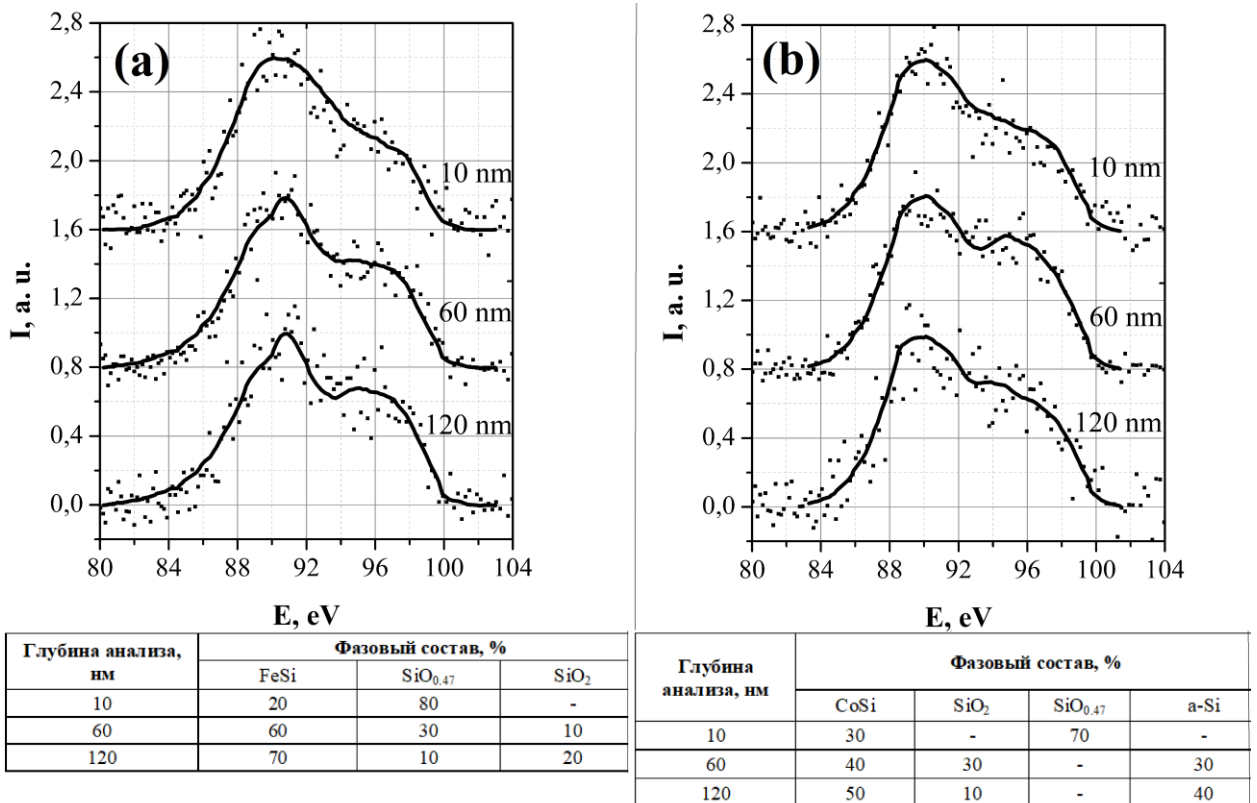 (a)
I, a. u.
2,8
2,4
2,0
1,6
1,2
0,8
0,4
0,0
10 nm
60 nm
120 nm
80 84 88 92 96 100 104
E, eV
(b)
I, a. u.
2,8
2,4
2,0
1,6
1,2
0,8
0,4
0,0
10 nm
60 nm
120 nm
80 84 88 92 96 100 104
E, eV
Глубина анализа,
нм
Фазовый состав, %
FeSi SiO0.47 SiO2
10 20 80 -
60 60 30 10
120 70 10 20
Глубина
анализа, нм
Фазовый состав, %
CoSi SiO2 SiO0.47 a-Si
10 30 - 70 -
60 40 30 - 30
120 50 10 - 40